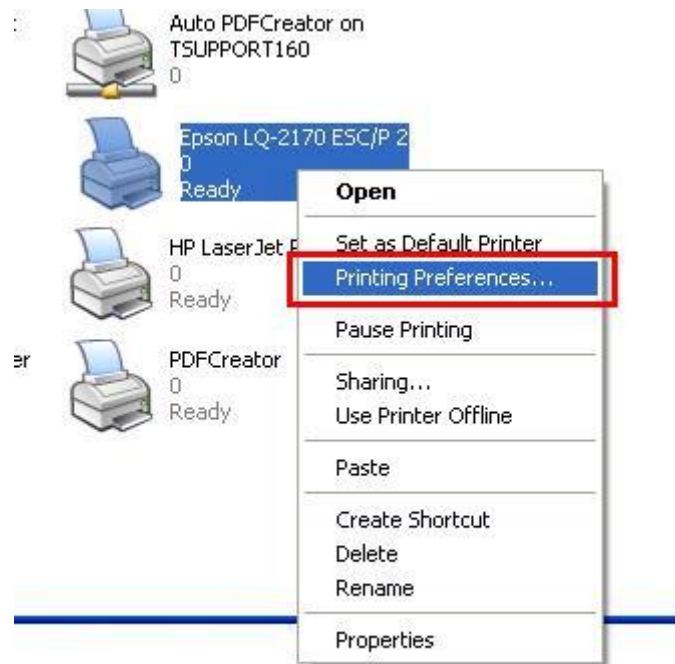 Auto PDFCreator on
TSUPPORT160
0
Epson LQ-2170 ESC/P 2
0
Ready
HP LaserJet
0
Ready
er
PDFCreator
0
Ready
Open
Set as Default Printer
Printing Preferences...
Pause Printing
Sharing...
Use Printer Offline
Paste
Create Shortcut
Delete
Rename
Properties